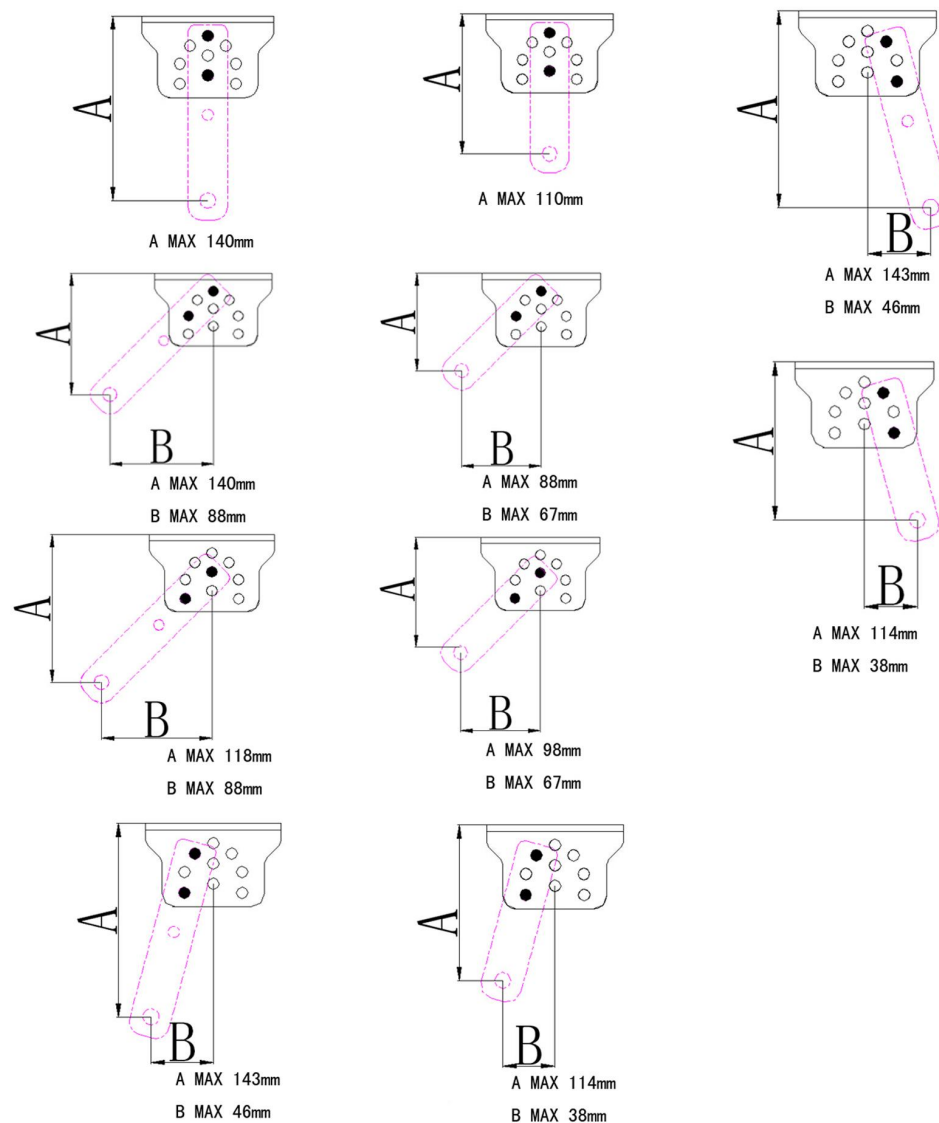 A
A MAX 140mm
A
A MAX 110mm
A
B
A MAX 143mm
B MAX 46mm
A
B
A MAX 140mm
B MAX 88mm
A
B
A MAX 88mm
B MAX 67mm
A
B
A MAX 114mm
B MAX 38mm
A
B
A MAX 118mm
B MAX 88mm
A
B
A MAX 98mm
B MAX 67mm
A
B
A MAX 143mm
B MAX 46mm
A
B
A MAX 114mm
B MAX 38mm